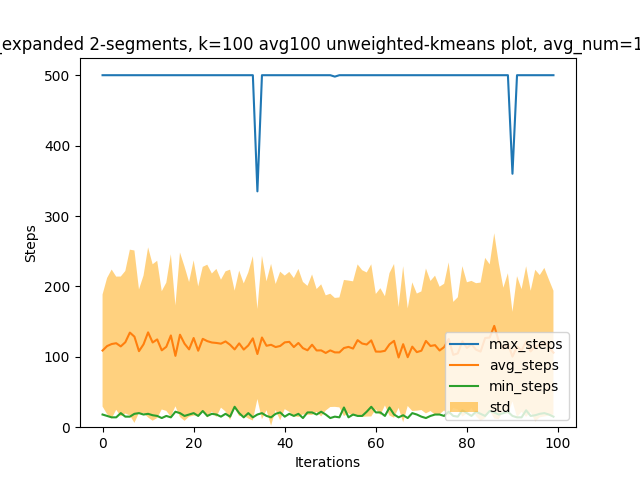 _expanded 2-segments, k=100 avg100 unweighted-kmeans plot, avg_num=1
500
400
300
200
100
0
Steps
max_steps
avg_steps
min_steps
std
0 20 40 60 80 100
Iterations